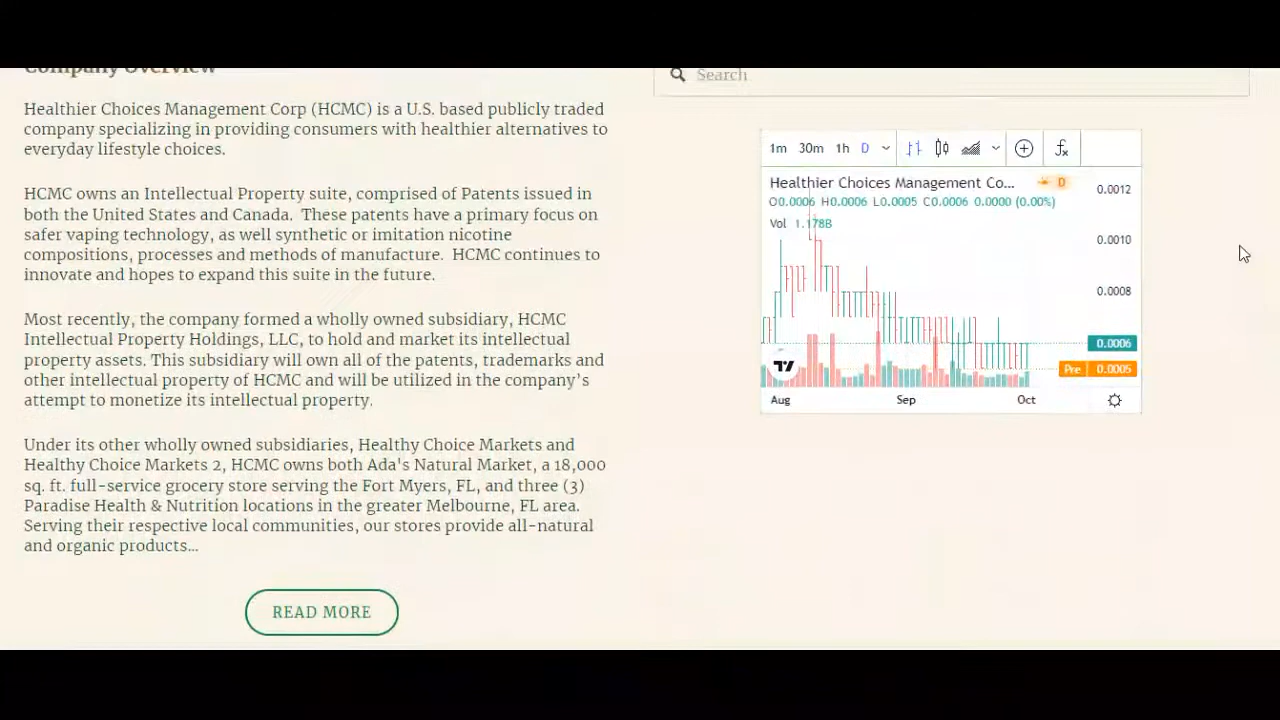 Company Overview
Healthier Choices Management Corp (HCMC) is a U.S. based publicly traded
company specializing in providing consumers with healthier alternatives to
everyday lifestyle choices.
HCMC owns an Intellectual Property suite, comprised of Patents issued in
both the United States and Canada.  These patents have a primary focus on
safer vaping technology, as well synthetic or imitation nicotine
compositions, processes and methods of manufacture.  HCMC continues to
innovate and hopes to expand this suite in the future.
Most recently, the company formed a wholly owned subsidiary, HCMC
Intellectual Property Holdings, LLC, to hold and market its intellectual
property assets. This subsidiary will own all of the patents, trademarks and
other intellectual property of HCMC and will be utilized in the company's
attempt to monetize its intellectual property.
Under its other wholly owned subsidiaries, Healthy Choice Markets and
Healthy Choice Markets 2, HCMC owns both Ada's Natural Market, a 18,000
sq. ft. full-service grocery store serving the Fort Myers, FL, and three (3)
Paradise Health & Nutrition locations in the greater Melbourne, FL area.
Serving their respective local communities, our stores provide all-natural
and organic products...
READ MORE
Search
1m 30m 1h D
Healthier Choices Management Co... D
O0.0006 H0.0006 L0.0005 C0.0006 0.0000 (0.00%)
Vol 1.178B
0.0012
0.0010
0.0008
0.0006
Pre 0.0005
Aug Sep Oct